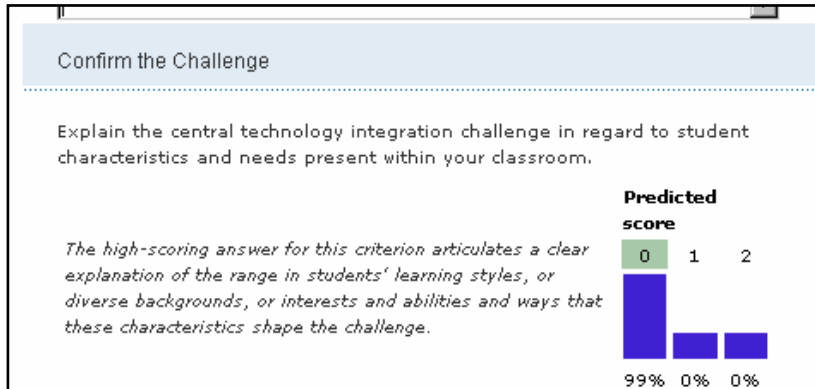 Confirm the Challenge
Explain the central technology integration challenge in regard to student
characteristics and needs present within your classroom.
Predicted
score
0 1 2
The high-scoring answer for this criterion articulates a clear
explanation of the range in students' learning styles, or
diverse backgrounds, or interests and abilities and ways that
these characteristics shape the challenge.
99% 0% 0%